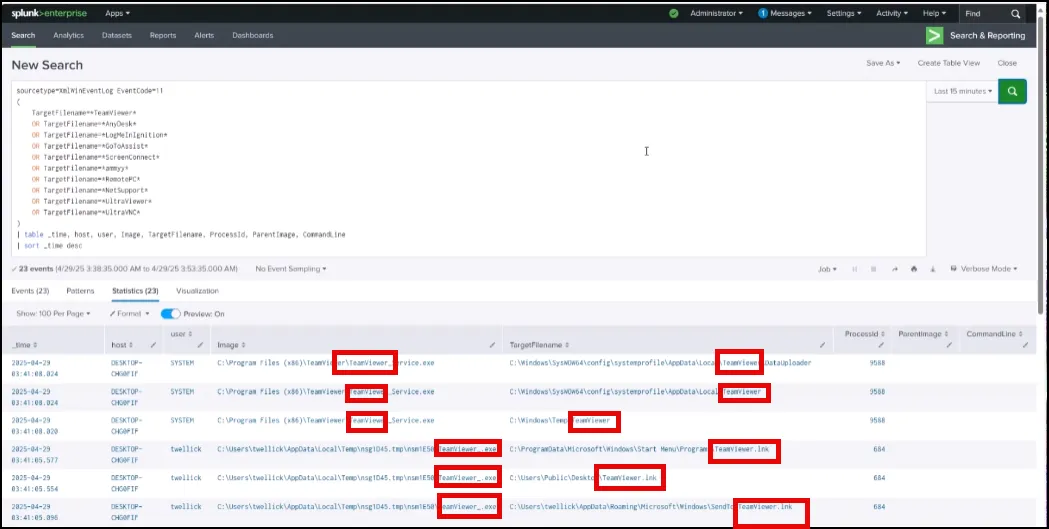 splunk>enterprise Apps Administrator 1 Messages Settings Activity Help Find
Search Analytics Datasets Reports Alerts Dashboards Search & Reporting
New Search Save As Create Table View Close
sourcetype=XmlWinEventLog EventCode=11 Last 15 minutes
(
TargetFilename=*TeamViewer*
OR TargetFilename=*AnyDesk*
OR TargetFilename=*LogMeInIgnition*
OR TargetFilename=*GoToAssist*
OR TargetFilename=*ScreenConnect*
OR TargetFilename=*ammyy*
OR TargetFilename=*RemotePC*
OR TargetFilename=*NetSupport*
OR TargetFilename=*UltraViewer*
OR TargetFilename=*UltraVNC*
)
| table _time, host, user, Image, TargetFilename, ProcessId, ParentImage, CommandLine
| sort _time desc
23 events (4/29/25 3:38:35.000 AM to 4/29/25 3:53:35.000 AM) No Event Sampling Job Verbose Mode
Events (23) Patterns Statistics (23) Visualization
Show: 100 Per Page Format Preview: On
_time host user Image TargetFilename ProcessId ParentImage CommandLine
2025-04-29 DESKTOP- SYSTEM C:\Program Files (x86)\TeamViewer\TeamViewer_Service.exe C:\Windows\SysWOW64\config\systemprofile\AppData\Local\TeamViewer DataUploader 9588
03:41:08.024 CHG0FIF
2025-04-29 DESKTOP- SYSTEM C:\Program Files (x86)\TeamViewer\TeamViewer_Service.exe C:\Windows\SysWOW64\config\systemprofile\AppData\Local\TeamViewer 9588
03:41:08.024 CHG0FIF
2025-04-29 DESKTOP- SYSTEM C:\Program Files (x86)\TeamViewer\TeamViewer_Service.exe C:\Windows\Temp\TeamViewer 9588
03:41:08.020 CHG0FIF
2025-04-29 DESKTOP- twellick C:\Users\twellick\AppData\Local\Temp\nsg1D45.tmp\nsm1E50\TeamViewer_.exe C:\ProgramData\Microsoft\Windows\Start Menu\Programs\TeamViewer.lnk 684
03:41:05.577 CHG0FIF
2025-04-29 DESKTOP- twellick C:\Users\twellick\AppData\Local\Temp\nsg1D45.tmp\nsm1E50\TeamViewer_.exe C:\Users\Public\Desktop\TeamViewer.lnk 684
03:41:05.554 CHG0FIF
2025-04-29 DESKTOP- twellick C:\Users\twellick\AppData\Local\Temp\nsg1D45.tmp\nsm1E50\TeamViewer_.exe C:\Users\twellick\AppData\Roaming\Microsoft\Windows\SendTo\TeamViewer.lnk 684
03:41:05.096 CHG0FIF